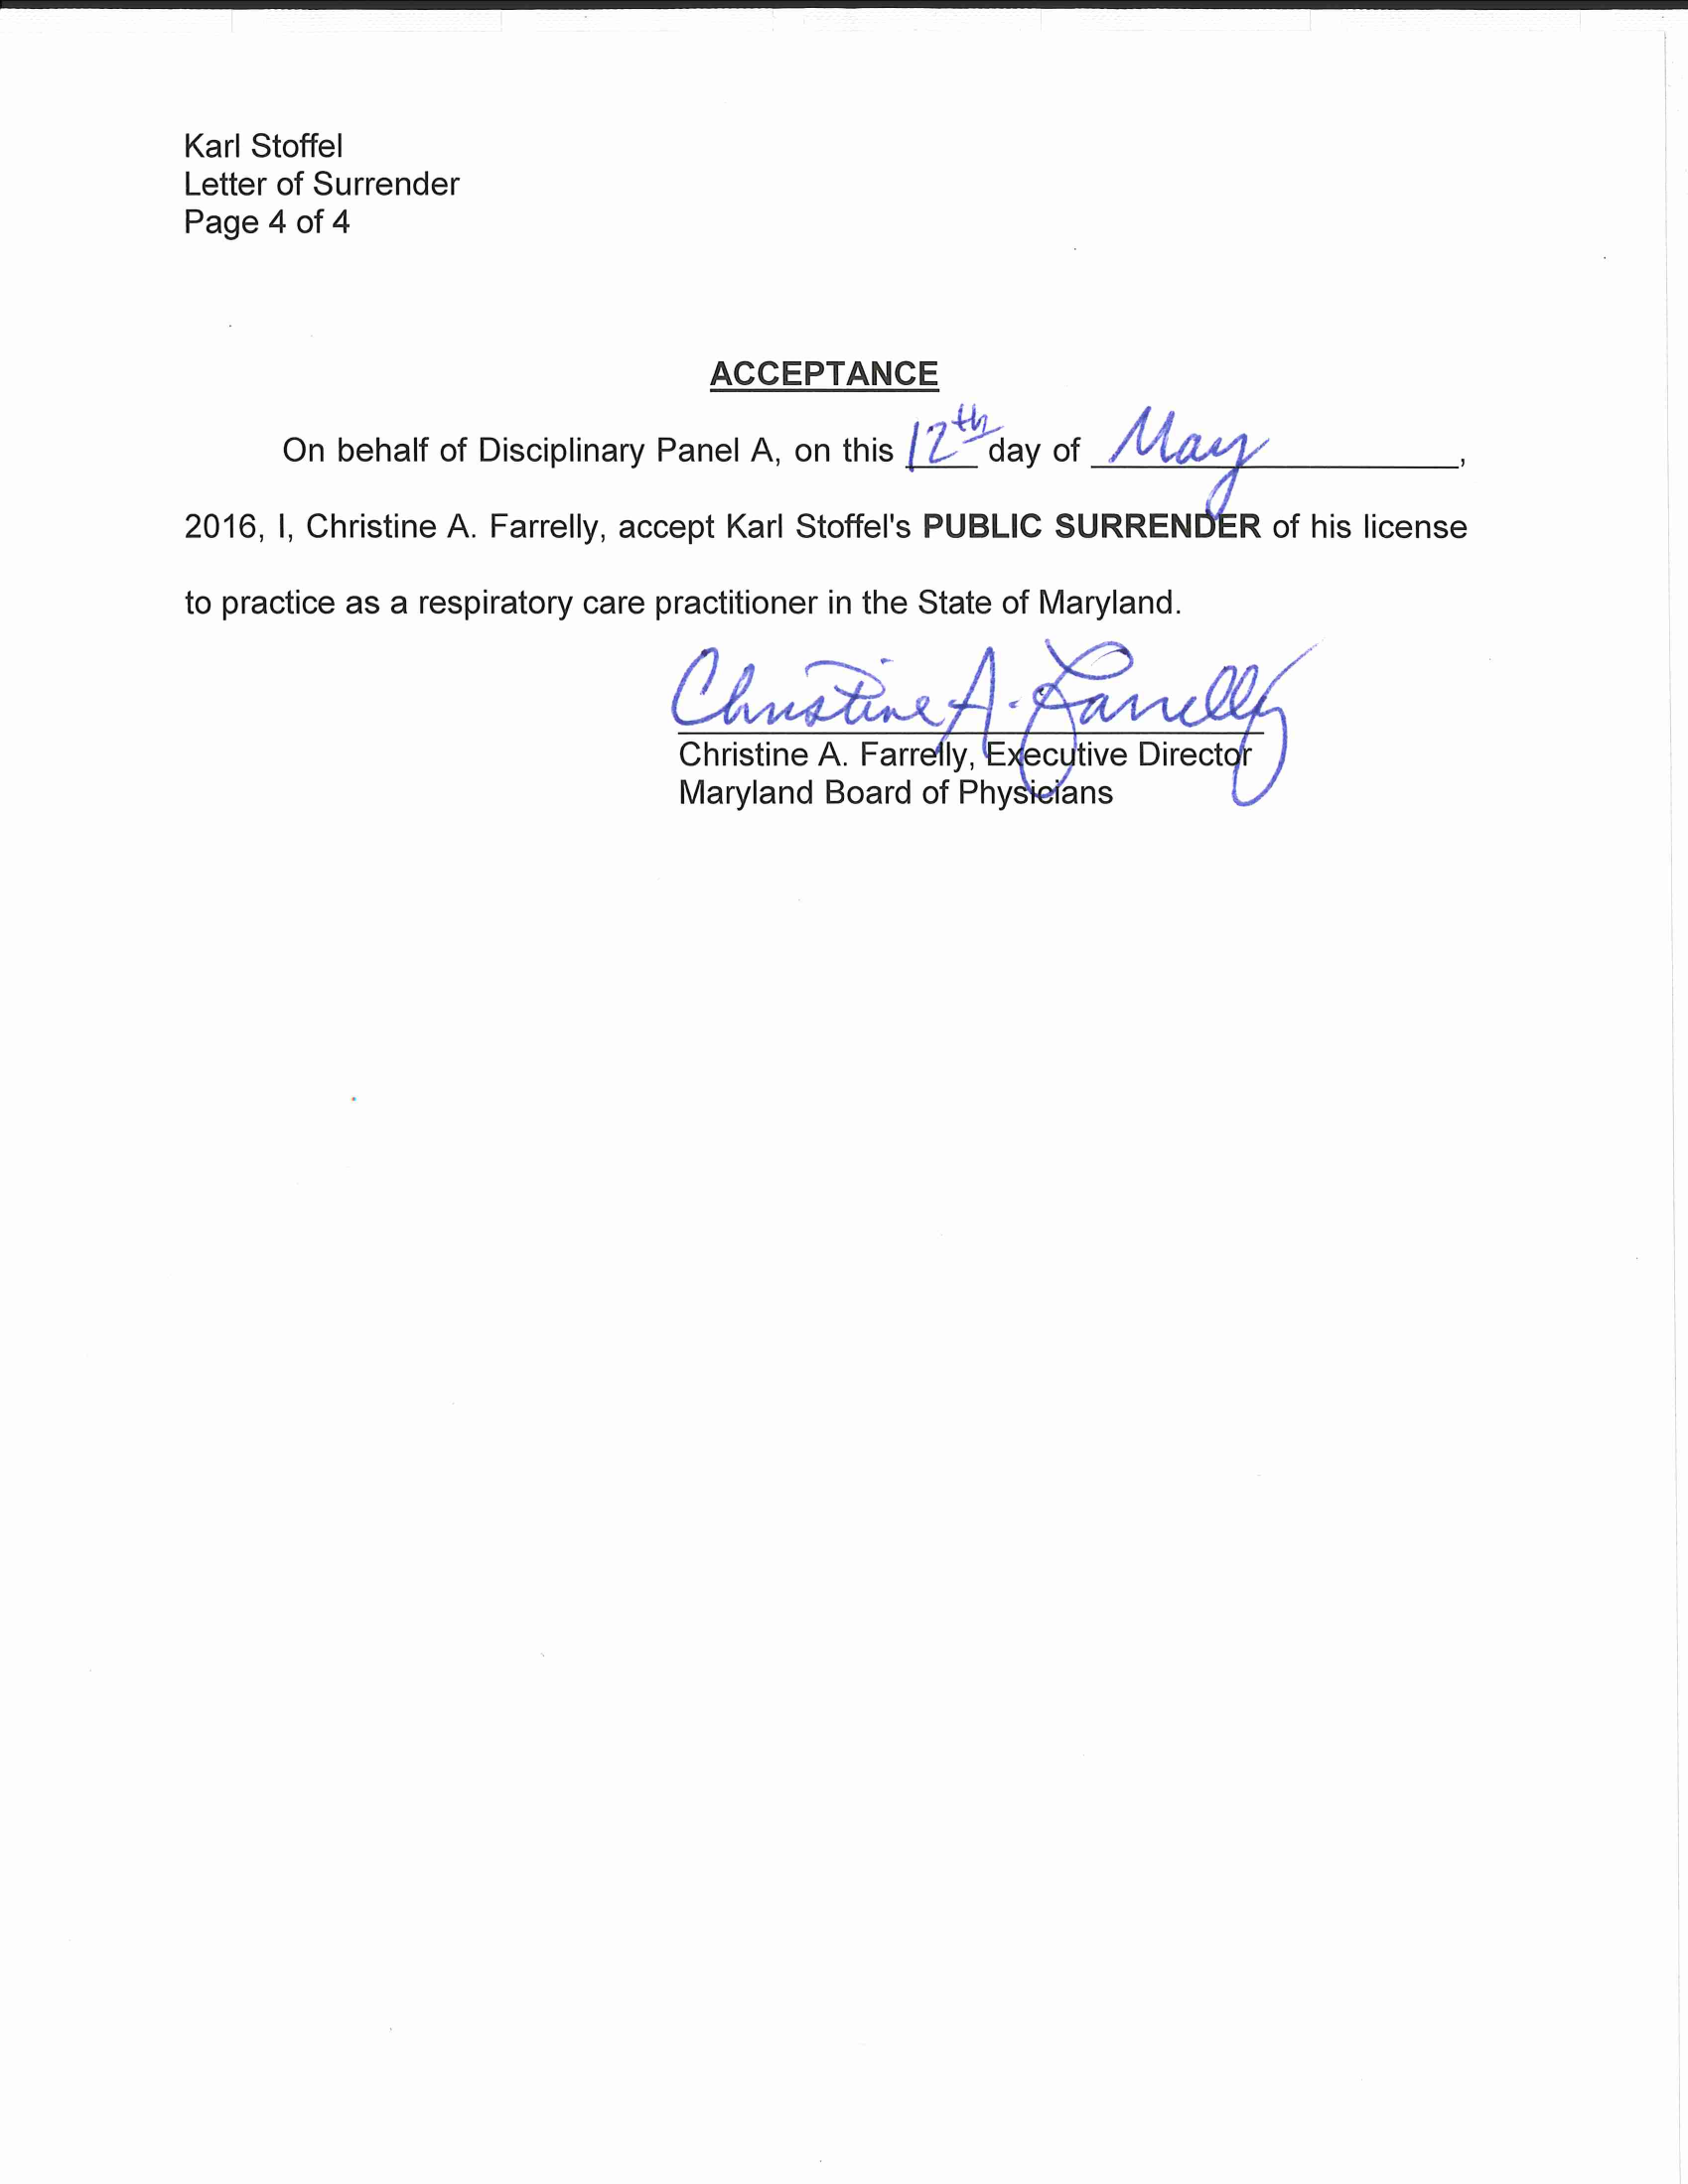 Karl Stoffel
Letter of Surrender
Page 4 of 4
ACCEPTANCE
On behalf of Disciplinary Panel A, on this 12th day of May,
2016, I, Christine A. Farrelly, accept Karl Stoffel's PUBLIC SURRENDER of his license
to practice as a respiratory care practitioner in the State of Maryland.
Christine A. Farrelly
Christine A. Farrelly, Executive Director
Maryland Board of Physicians